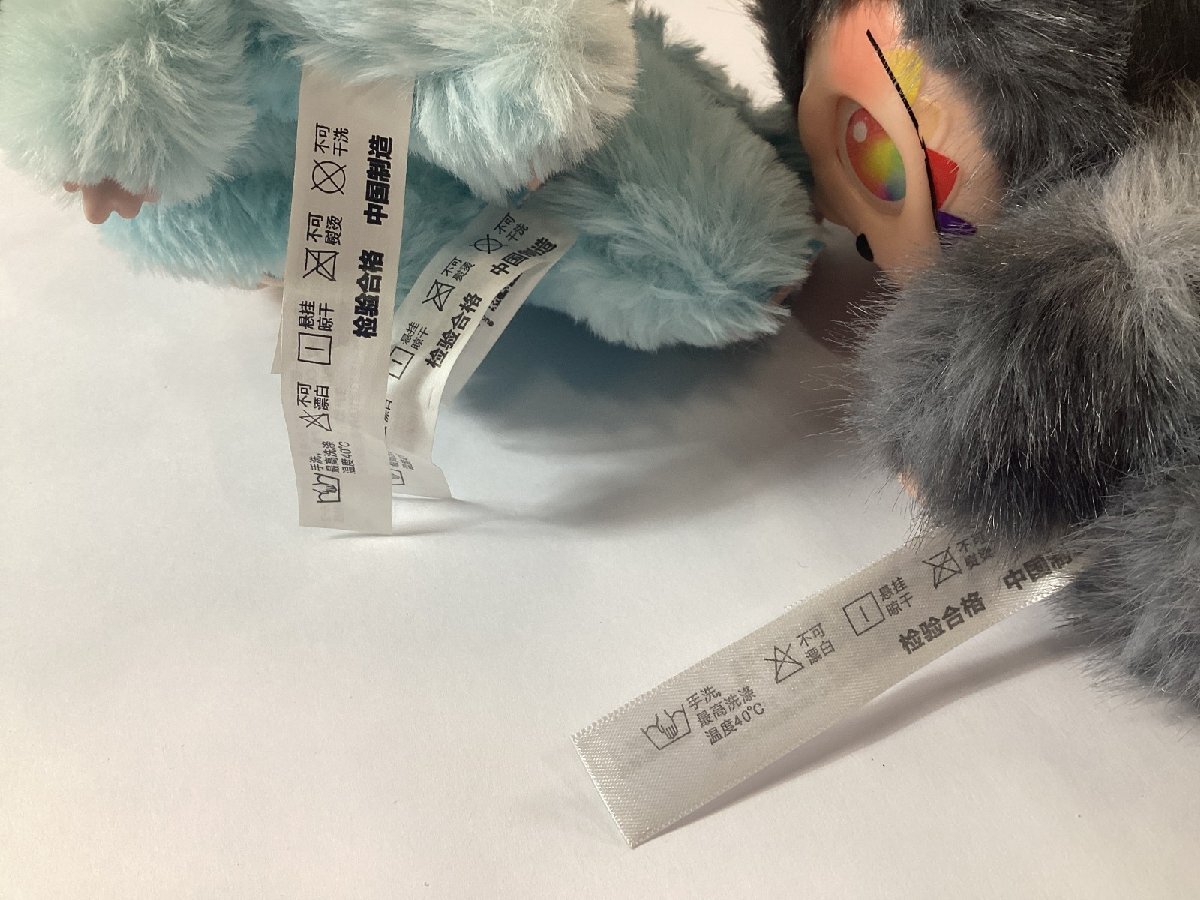 手洗,
最高洗涤
温度40℃
不可
漂白
悬挂
晾干
不可
熨烫
不可
干洗
检验合格 中国制造
悬挂
晾干
不可
熨烫
不可
干洗
检验合格 中国制造
手洗,
最高洗涤
温度40℃
不可
漂白
悬挂
晾干
不可
检验合格 中国制